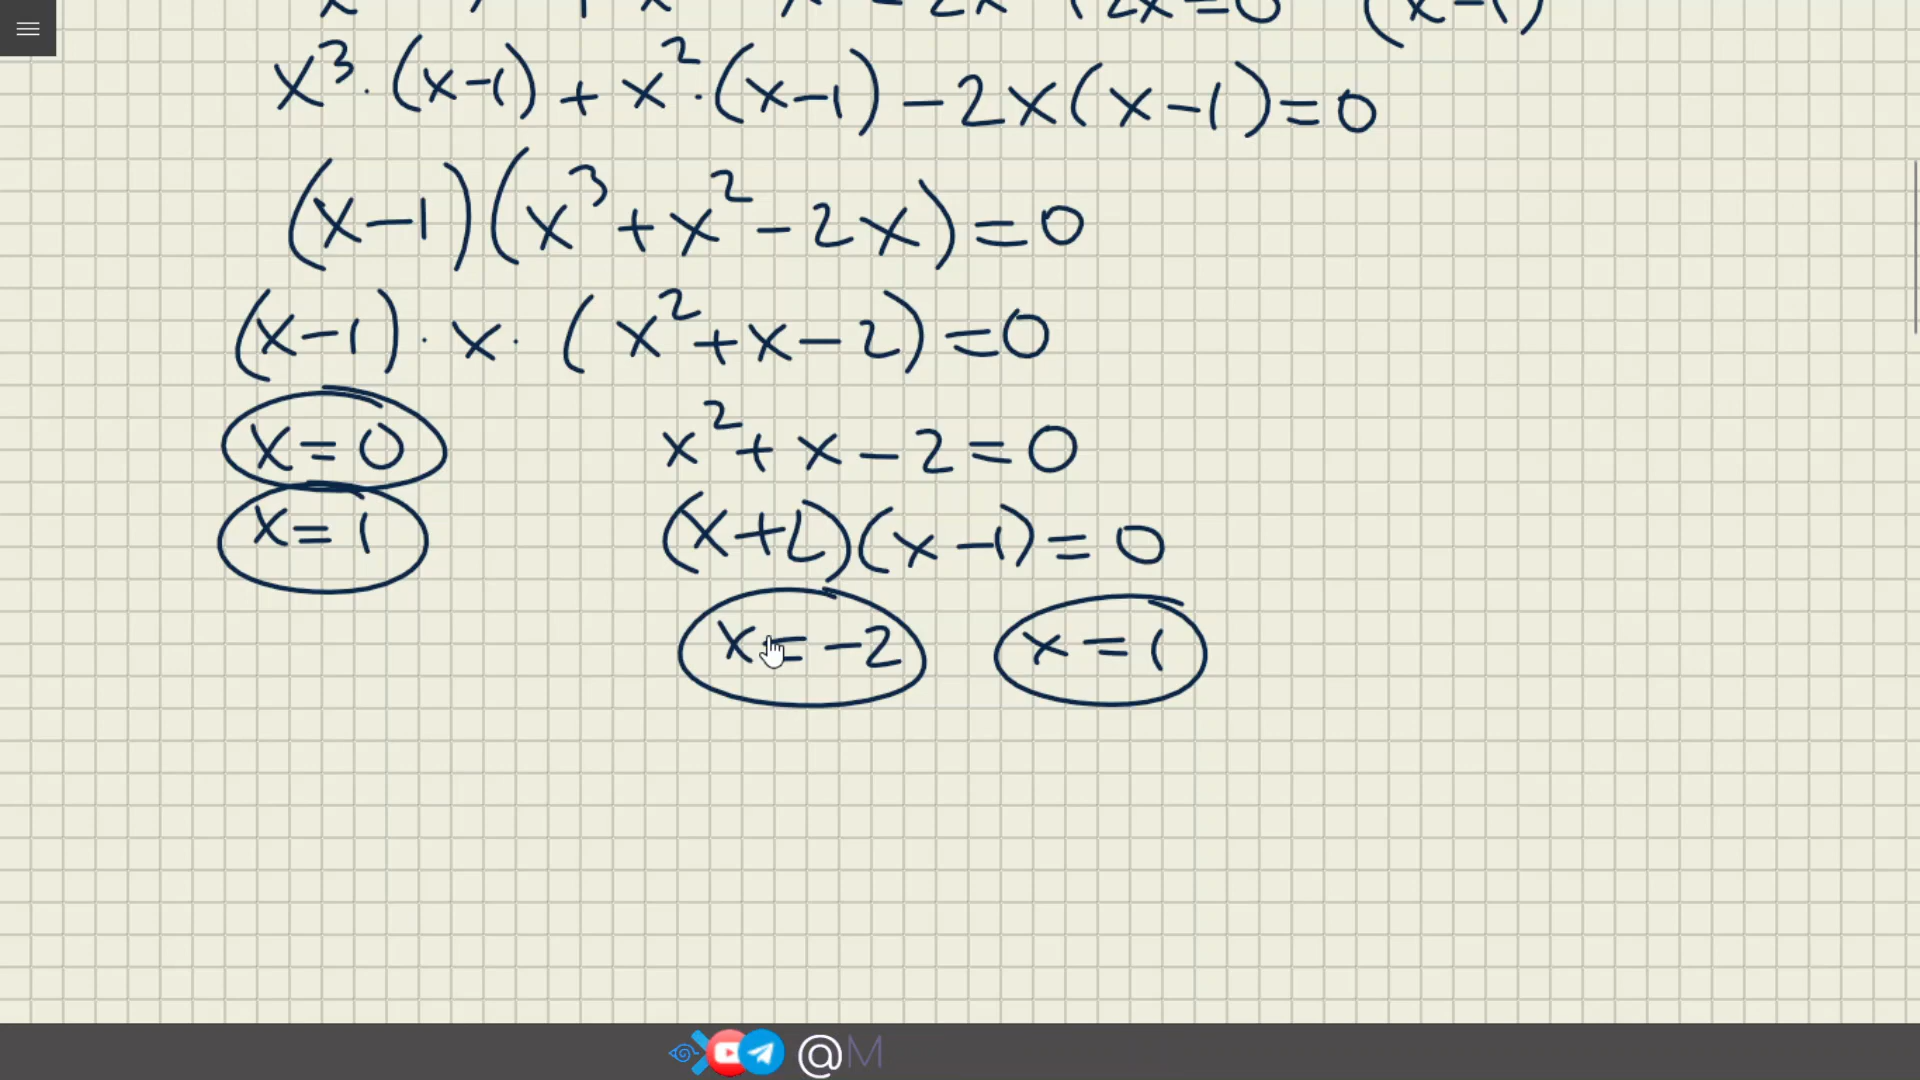 x³·(x-1)+x²·(x-1)-2x(x-1)=0
(x-1)(x³+x²-2x)=0
(x-1)·x·(x²+x-2)=0
x=0
x²+x-2=0
x=1
(x+2)(x-1)=0
x=-2
x=1
@M